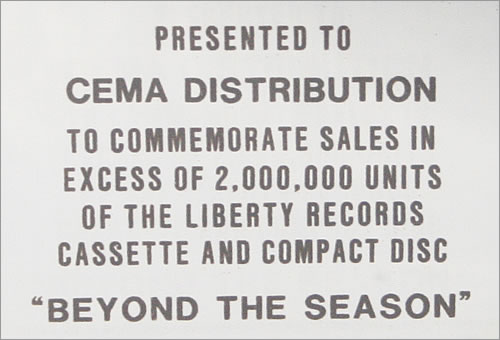 PRESENTED TO
CEMA DISTRIBUTION
TO COMMEMORATE SALES IN
EXCESS OF 2,000,000 UNITS
OF THE LIBERTY RECORDS
CASSETTE AND COMPACT DISC
“BEYOND THE SEASON”